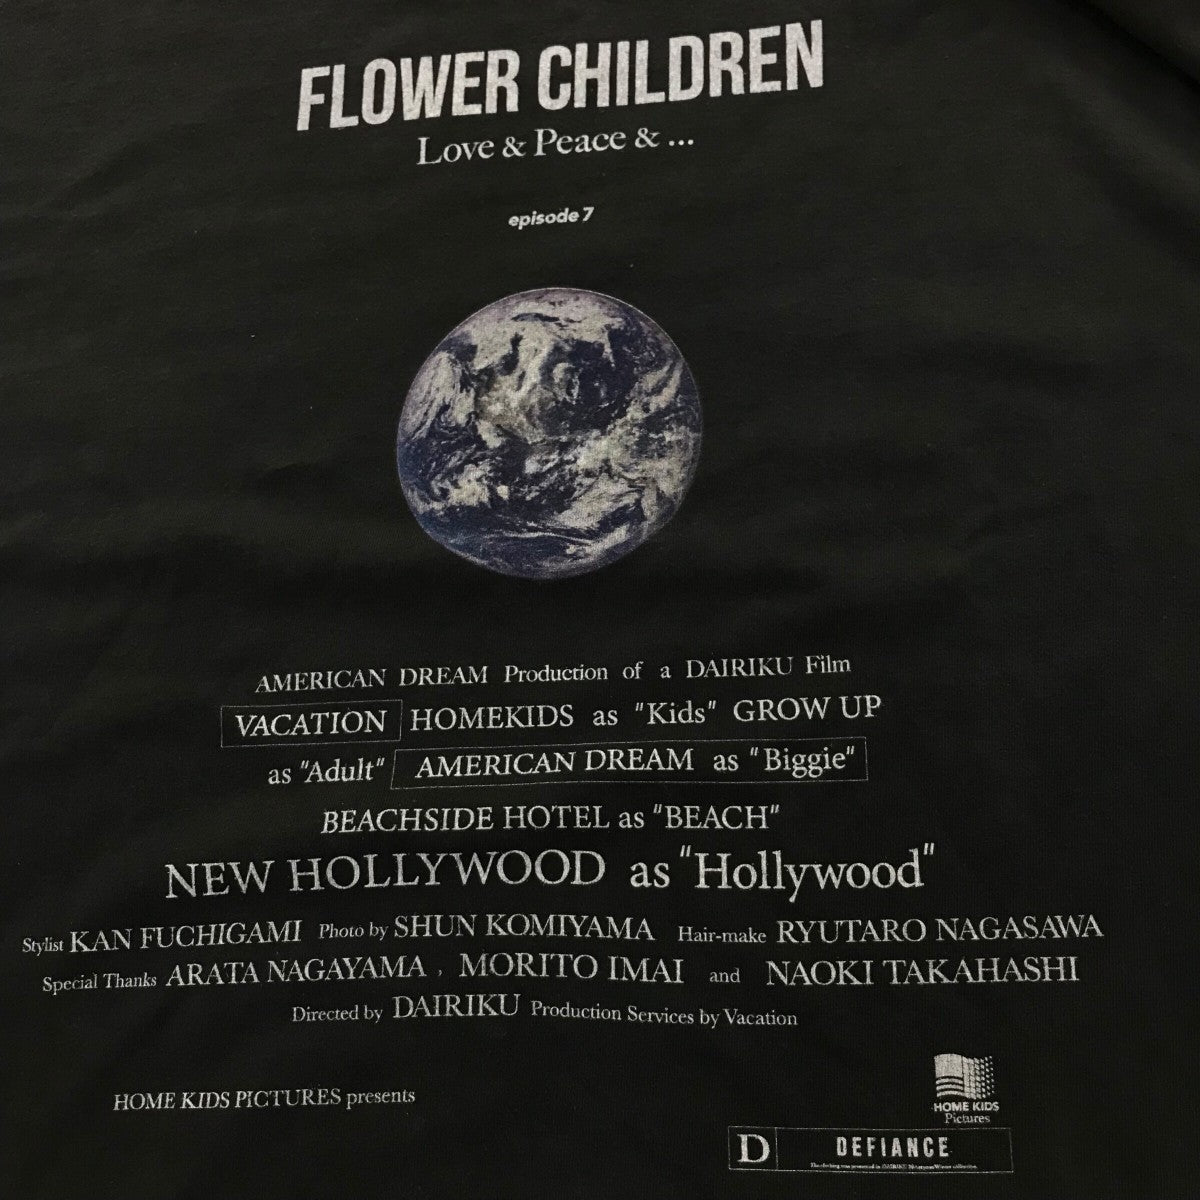 FLOWER CHILDREN
Love & Peace & ...
episode 7
AMERICAN DREAM Production of a DAIRIKU Film
VACATION HOMEKIDS as "Kids" GROW UP
as "Adult" AMERICAN DREAM as "Biggie"
BEACHSIDE HOTEL as "BEACH"
NEW HOLLYWOOD as "Hollywood"
Stylist KAN FUCHIGAMI Photo by SHUN KOMIYAMA Hair-make RYUTARO NAGASAWA
Special Thanks ARATA NAGAYAMA , MORITO IMAI and NAOKI TAKAHASHI
Directed by DAIRIKU Production Services by Vacation
HOME KIDS PICTURES presents
HOME KIDS
Pictures
D DEFIANCE